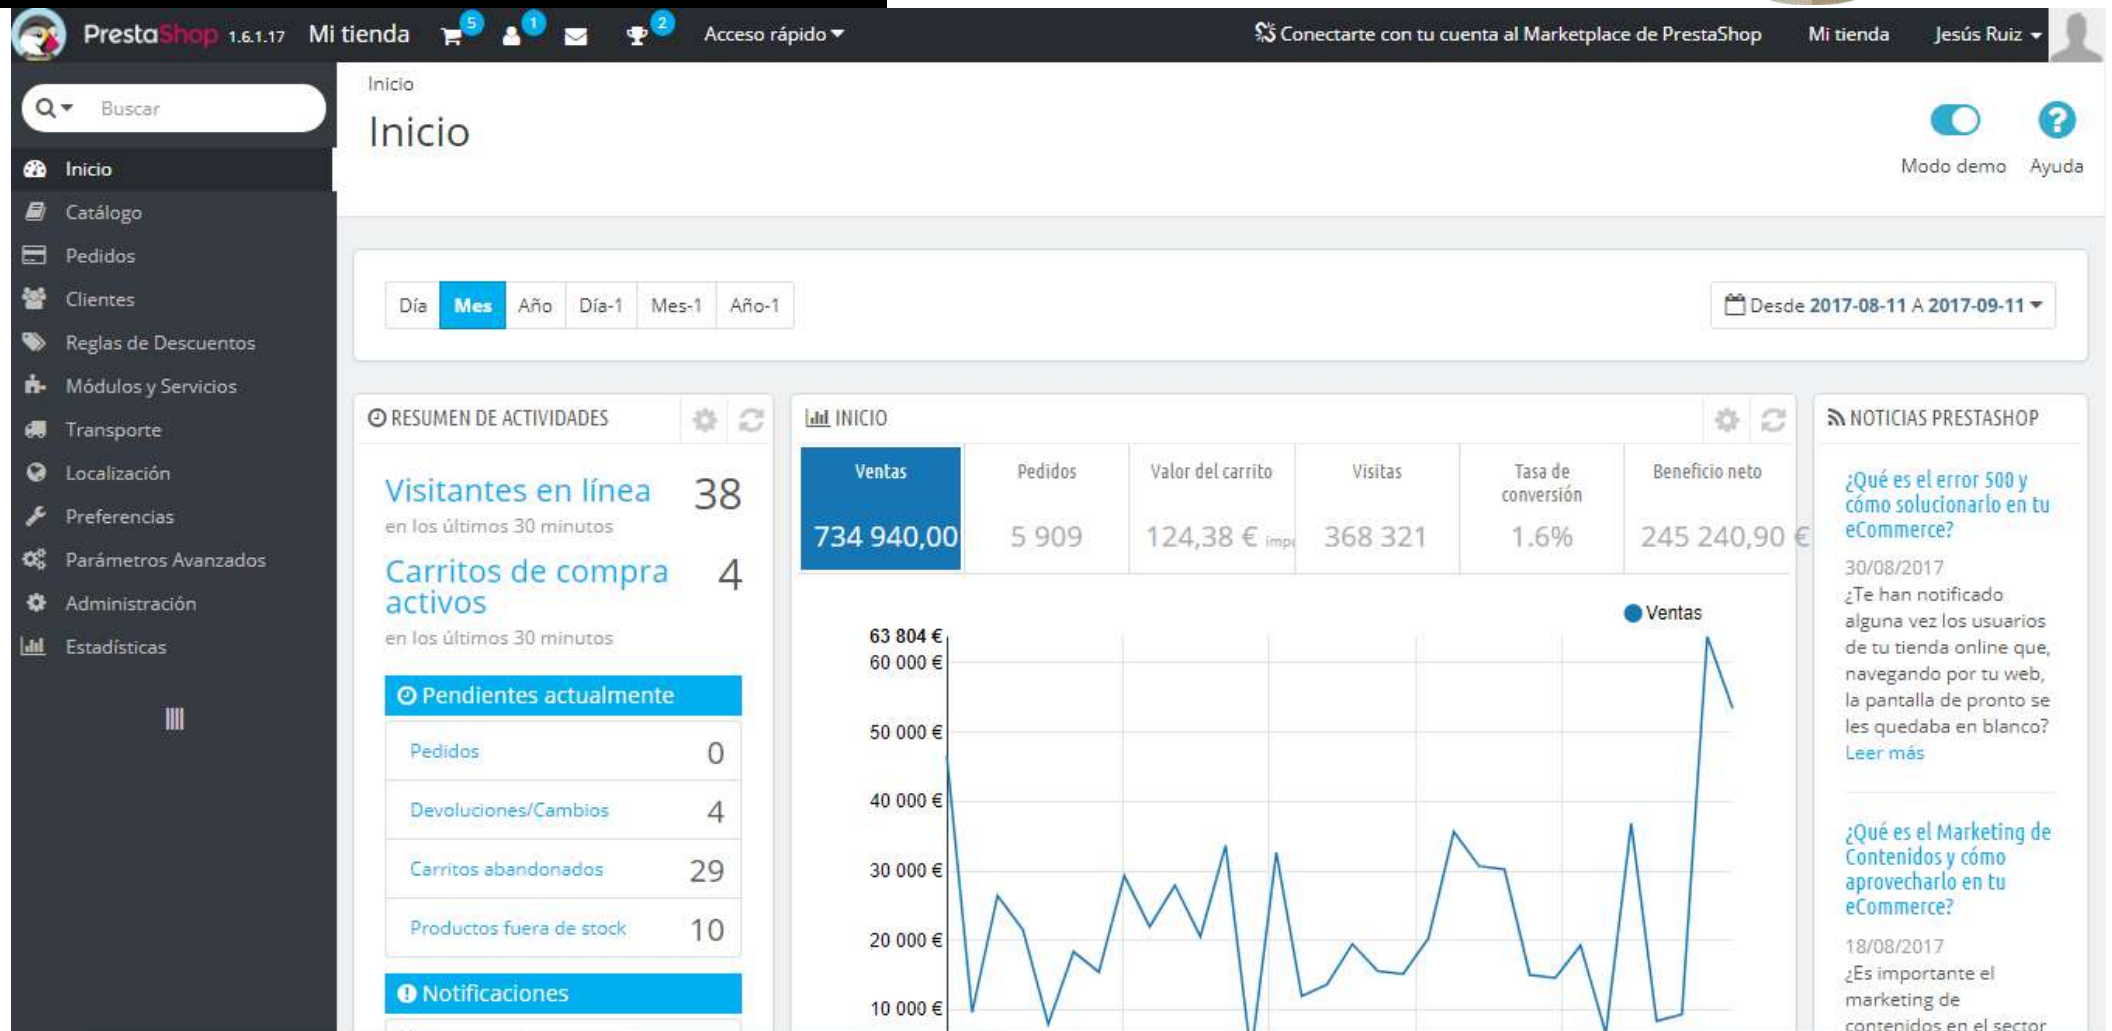 PrestaShop 1.6.1.17 Mi tienda 5 1 2 Acceso rápido Conectarte con tu cuenta al Marketplace de PrestaShop Mi tienda Jesús Ruiz
Buscar
Inicio
Catálogo
Pedidos
Clientes
Reglas de Descuentos
Módulos y Servicios
Transporte
Localización
Preferencias
Parámetros Avanzados
Administración
Estadísticas
Inicio
Inicio
Modo demo Ayuda
Día Mes Año Día-1 Mes-1 Año-1
Desde 2017-08-11 A 2017-09-11
RESUMEN DE ACTIVIDADES
Visitantes en línea 38
en los últimos 30 minutos
Carritos de compra 4
activos
en los últimos 30 minutos
Pendientes actualmente
Pedidos 0
Devoluciones/Cambios 4
Carritos abandonados 29
Productos fuera de stock 10
Notificaciones
INICIO
Ventas
734 940,00
Pedidos
5 909
Valor del carrito
124,38 €
Visitas
368 321
Tasa de
conversión
1.6%
Beneficio neto
245 240,90 €
Ventas
63 804 €
60 000 €
50 000 €
40 000 €
30 000 €
20 000 €
10 000 €
NOTICIAS PRESTASHOP
¿Qué es el error 500 y
cómo solucionarlo en tu
eCommerce?
30/08/2017
¿Te han notificado
alguna vez los usuarios
de tu tienda online que,
navegando por tu web,
la pantalla de pronto se
les quedaba en blanco?
Leer más
¿Qué es el Marketing de
Contenidos y cómo
aprovecharlo en tu
eCommerce?
18/08/2017
¿Es importante el
marketing de
contenidos en el sector